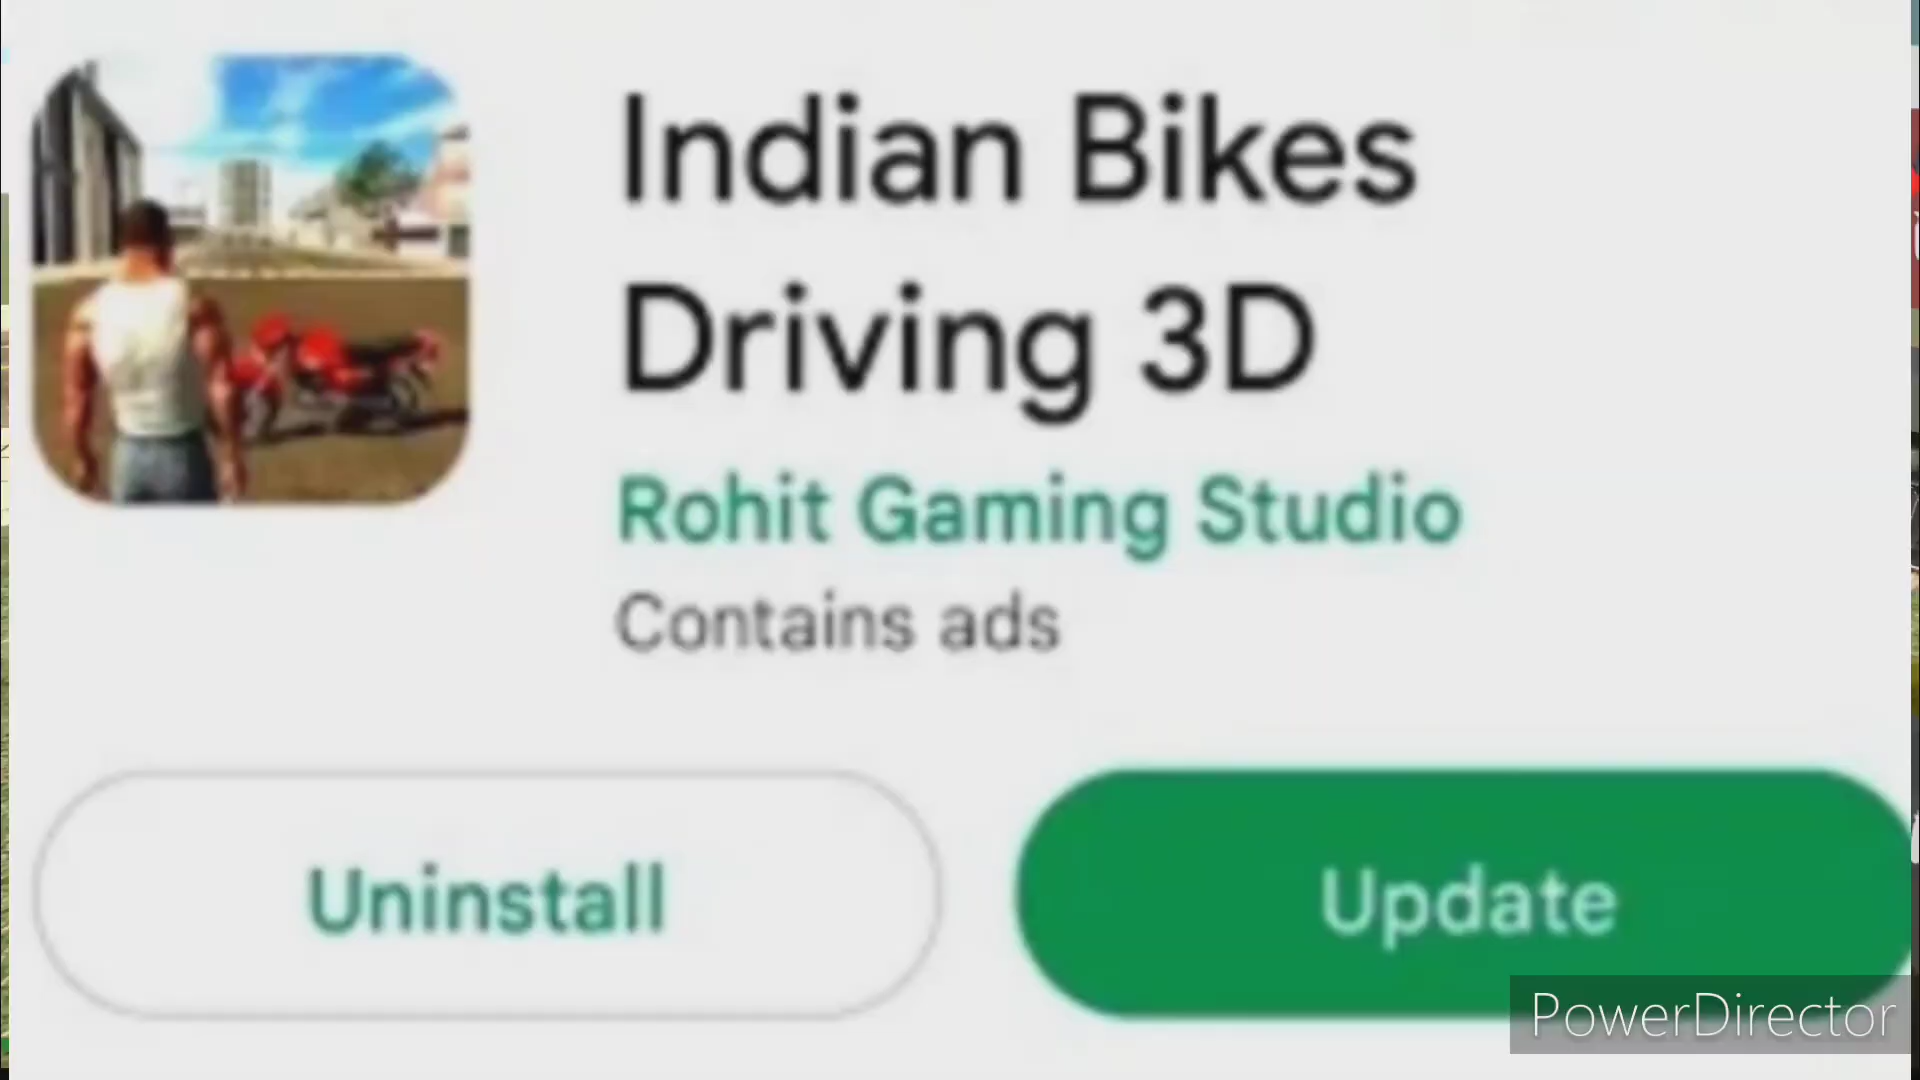 Indian Bikes
Driving 3D
Rohit Gaming Studio
Contains ads
Uninstall
Update
PowerDirector